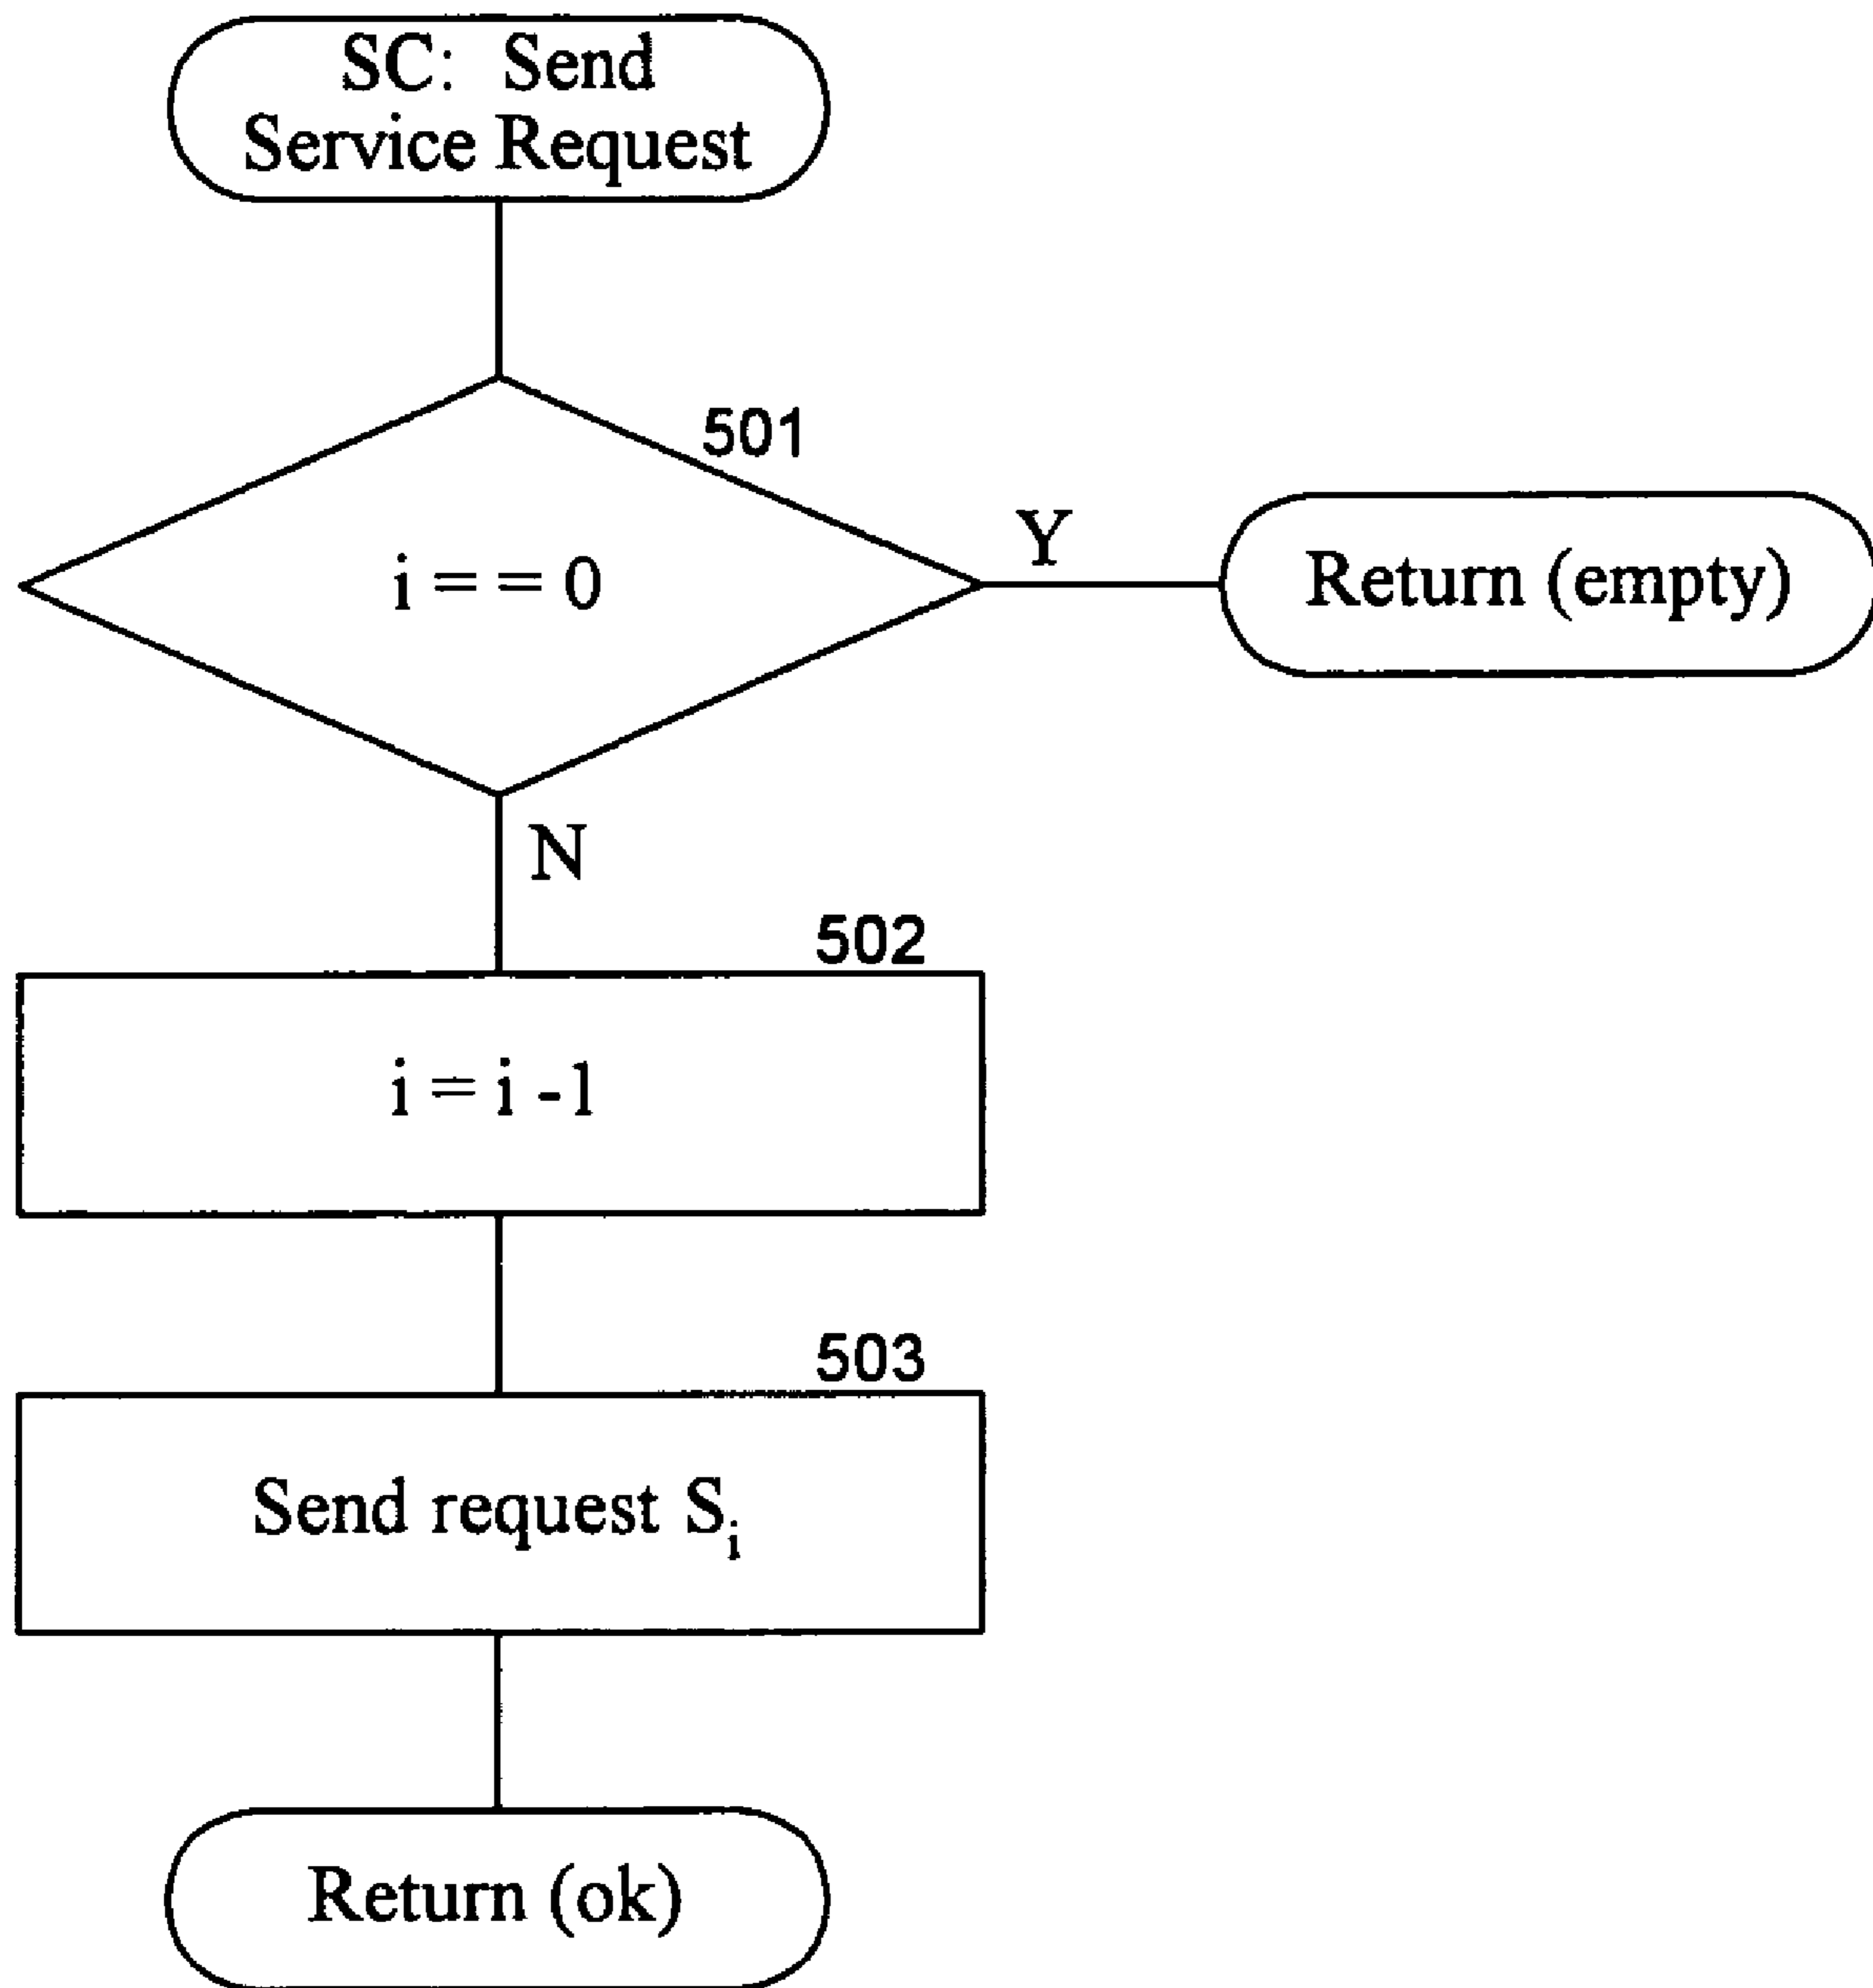 SC: Send
Service Request
501
i = = 0
Y
Return (empty)
N
502
i = i - 1
503
Send request Si
Return (ok)